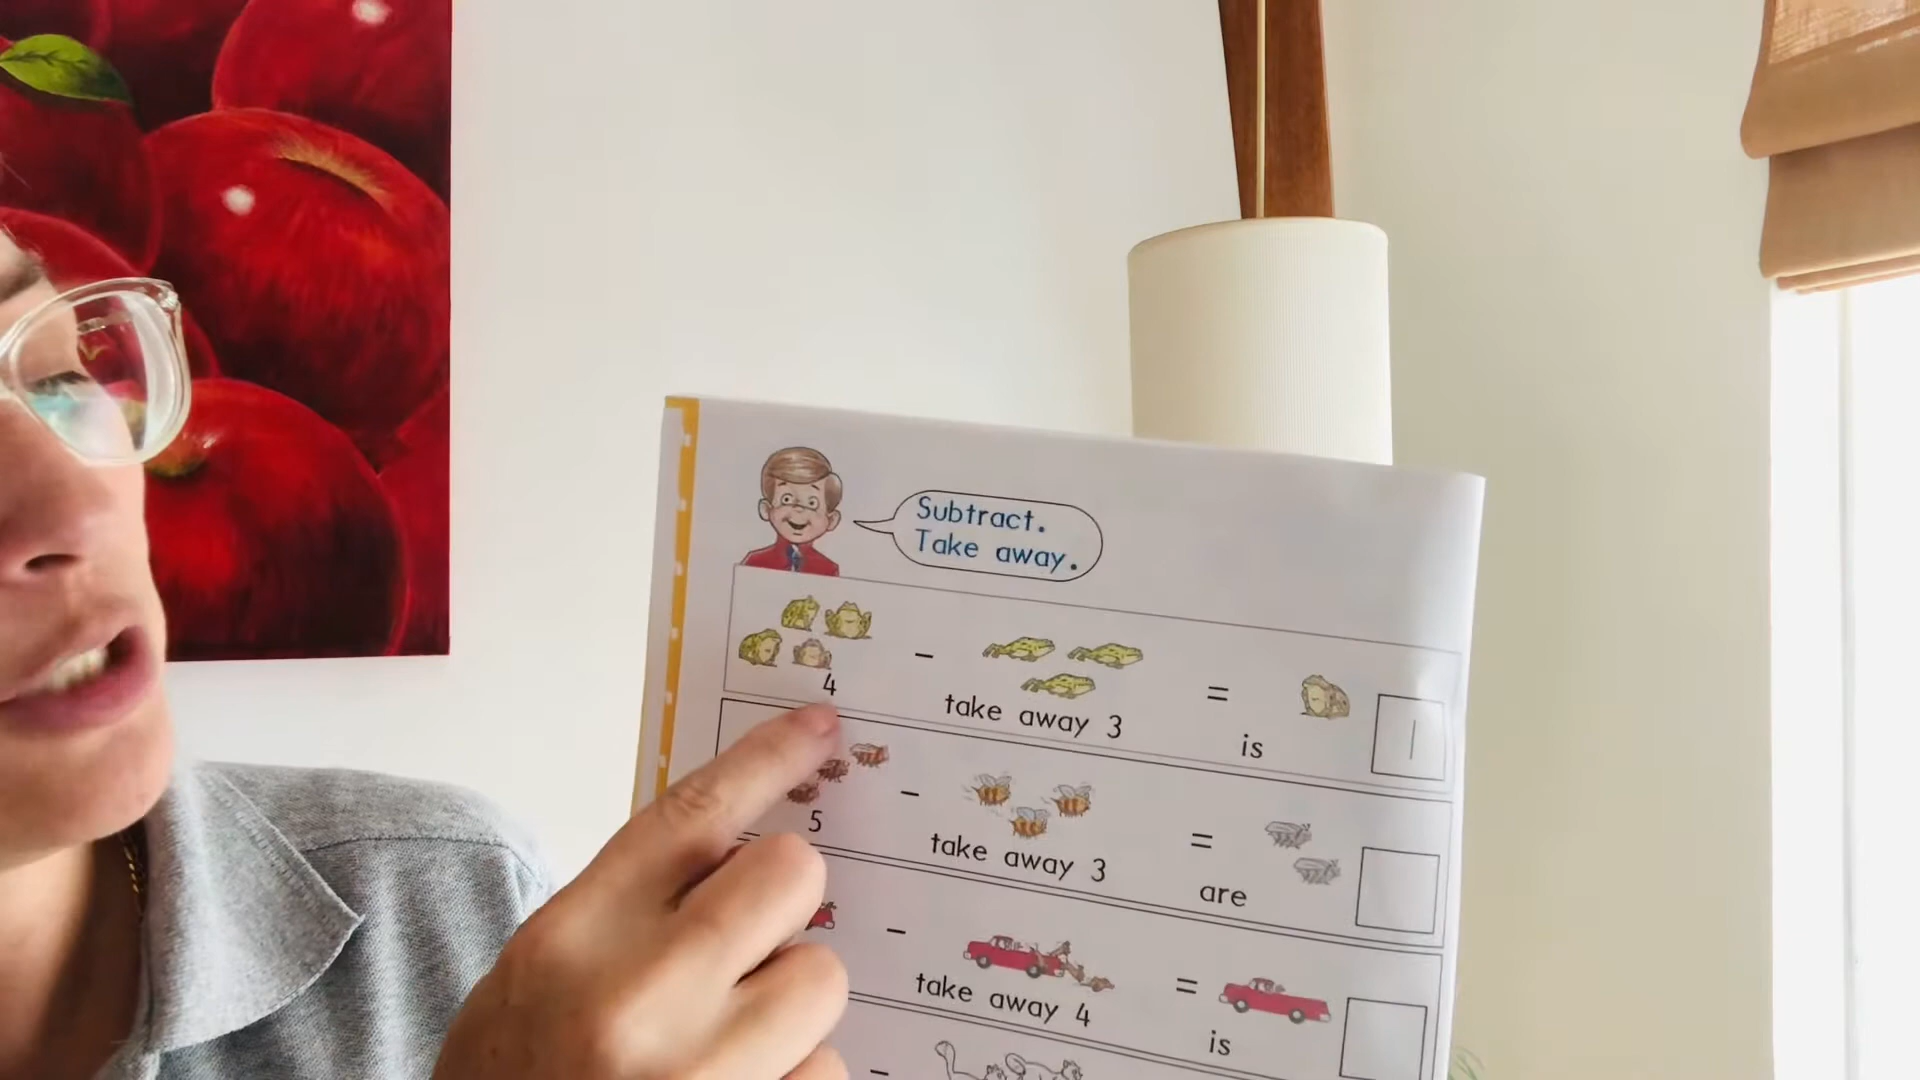 Subtract.
Take away.
4 - take away 3 = is 1
5 - take away 3 = are
- take away 4 = is
-